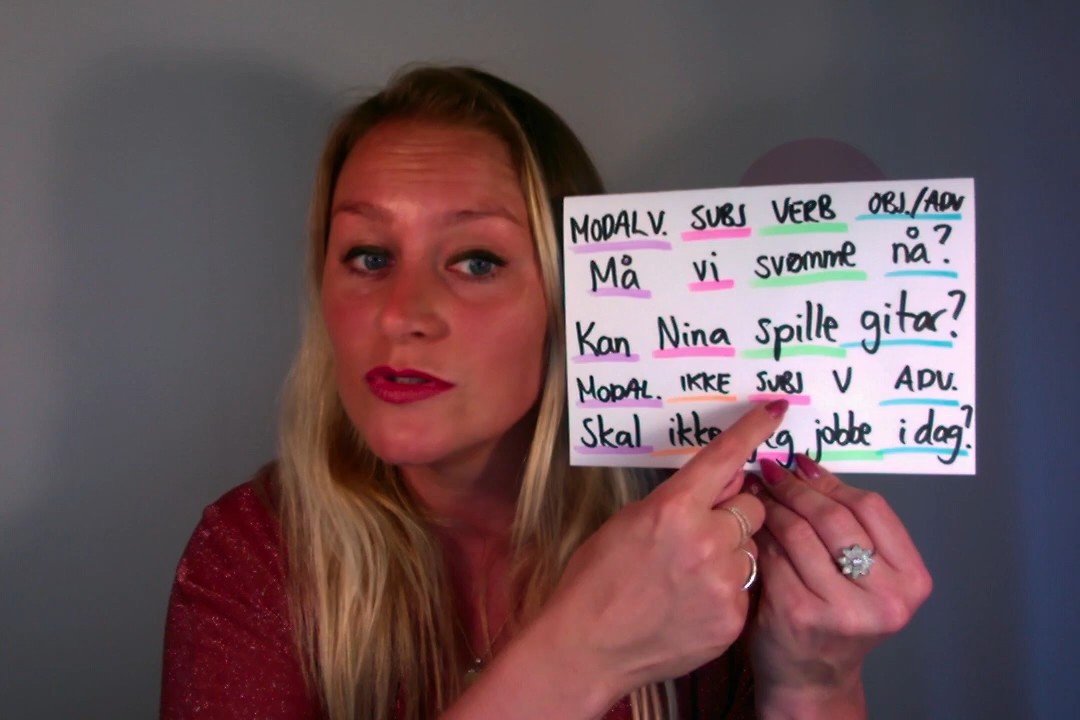 MODALV. SUBJ VERB OBJ./ADV
Må vi svømme nå?
Kan Nina spille gitar?
MODAL. IKKE SUBJ V ADV.
Skal ikke jobbe i dag?